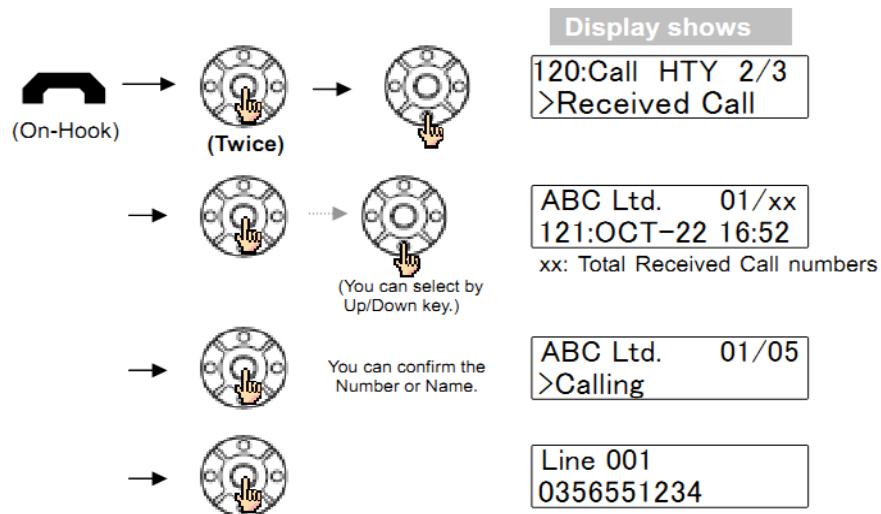 Display shows
120:Call HTY 2/3
>Received Call
(On-Hook)
(Twice)
ABC Ltd. 01/xx
121:OCT-22 16:52
xx: Total Received Call numbers
(You can select by
Up/Down key.)
You can confirm the
Number or Name.
ABC Ltd. 01/05
>Calling
Line 001
0356551234